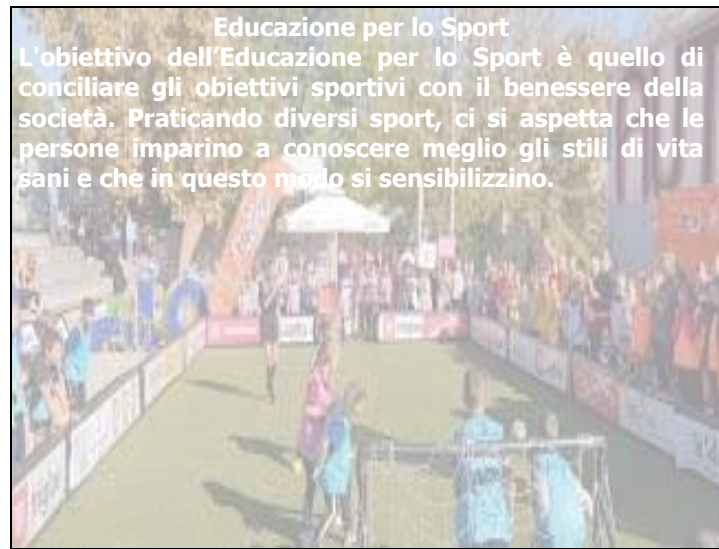 Educazione per lo Sport
L'obiettivo dell’Educazione per lo Sport è quello di
conciliare gli obiettivi sportivi con il benessere della
società. Praticando diversi sport, ci si aspetta che le
persone imparino a conoscere meglio gli stili di vita
sani e che in questo modo si sensibilizzino.